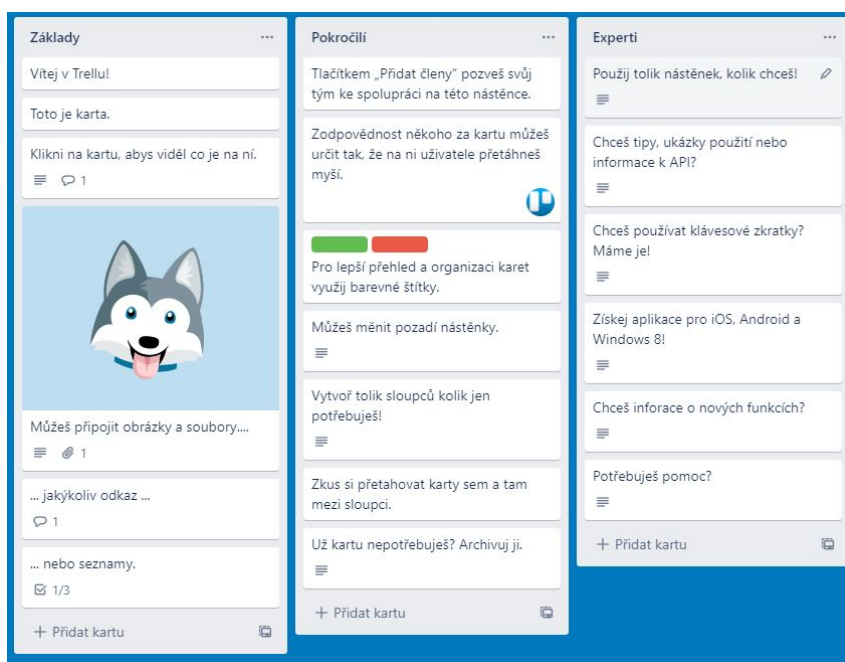 Základy
Vítej v Trellu!
Toto je karta.
Klikni na kartu, abys viděl co je na ní.
1
Můžeš připojit obrázky a soubory....
1
... jakýkoliv odkaz ...
1
... nebo seznamy.
1/3
+ Přidat kartu
Pokročilí
Tlačítkem „Přidat členy" pozveš svůj
tým ke spolupráci na této nástěnce.
Zodpovědnost někoho za kartu můžeš
určit tak, že na ni uživatele přetáhneš
myší.
Pro lepší přehled a organizaci karet
využij barevné štítky.
Můžeš měnit pozadí nástěnky.
Vytvoř tolik sloupců kolik jen
potřebuješ!
Zkus si přetahovat karty sem a tam
mezi sloupci.
Už kartu nepotřebuješ? Archivuj ji.
+ Přidat kartu
Experti
Použij tolik nástěnek, kolik chceš!
Chceš tipy, ukázky použití nebo
informace k API?
Chceš používat klávesové zkratky?
Máme je!
Získej aplikace pro iOS, Android a
Windows 8!
Chceš inforace o nových funkcích?
Potřebuješ pomoc?
+ Přidat kartu